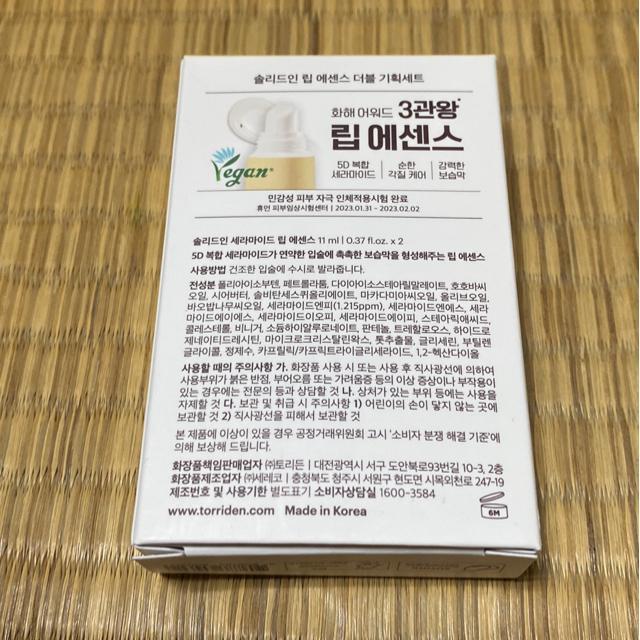 솔리드인 립 에센스 더블 기획세트
화해 어워드 3관왕*
립 에센스
Vegan®
5D 복합 세라마이드
순한 각질 케어
강력한 보습막
민감성 피부 자극 인체적용시험 완료
휴먼 피부임상시험센터 | 2023.01.31 - 2023.02.02
솔리드인 세라마이드 립 에센스 11 ml | 0.37 fl.oz. x 2
5D 복합 세라마이드가 연약한 입술에 촉촉한 보습막을 형성해주는 립 에센스
사용방법 건조한 입술에 수시로 발라줍니다.
전성분 폴리아이소부텐, 페트롤라툼, 다이아이소스테아릴말레이트, 호호바씨
오일, 시어버터, 솔비탄세스퀴올리에이트, 마카다미아씨오일, 올리브오일,
바오밥나무씨오일, 세라마이드엔피(1.215ppm), 세라마이드엔에스, 세라
마이드에이에스, 세라마이드이오피, 세라마이드에이피, 스테아릭애씨드,
콜레스테롤, 비니거, 소듐하이알루로네이트, 판테놀, 트레할로오스, 하이드로
제네이티드레시틴, 마이크로크리스탈린왁스, 톳추출물, 글리세린, 부틸렌
글라이콜, 정제수, 카프릴릭/카프릭트라이글리세라이드, 1,2-헥산다이올
사용할 때의 주의사항 가. 화장품 사용 시 또는 사용 후 직사광선에 의하여
사용부위가 붉은 반점, 부어오름 또는 가려움증 등의 이상 증상이나 부작용이
있는 경우에는 전문의 등과 상담할 것 나. 상처가 있는 부위 등에는 사용을
자제할 것 다. 보관 및 취급 시 주의사항 1) 어린이의 손이 닿지 않는 곳에
보관할 것 2) 직사광선을 피해서 보관할 것
본 제품에 이상이 있을 경우 공정거래위원회 고시 '소비자 분쟁 해결 기준'에
의해 보상해 드립니다.
화장품책임판매업자 ㈜토리든 | 대전광역시 서구 도안북로93번길 10-3, 2층
화장품제조업자 ㈜세레코 | 충청북도 청주시 서원구 현도면 시목외천로 247-19
제조번호 및 사용기한 별도표기 소비자상담실 1600-3584
www.torriden.com Made in Korea
6M